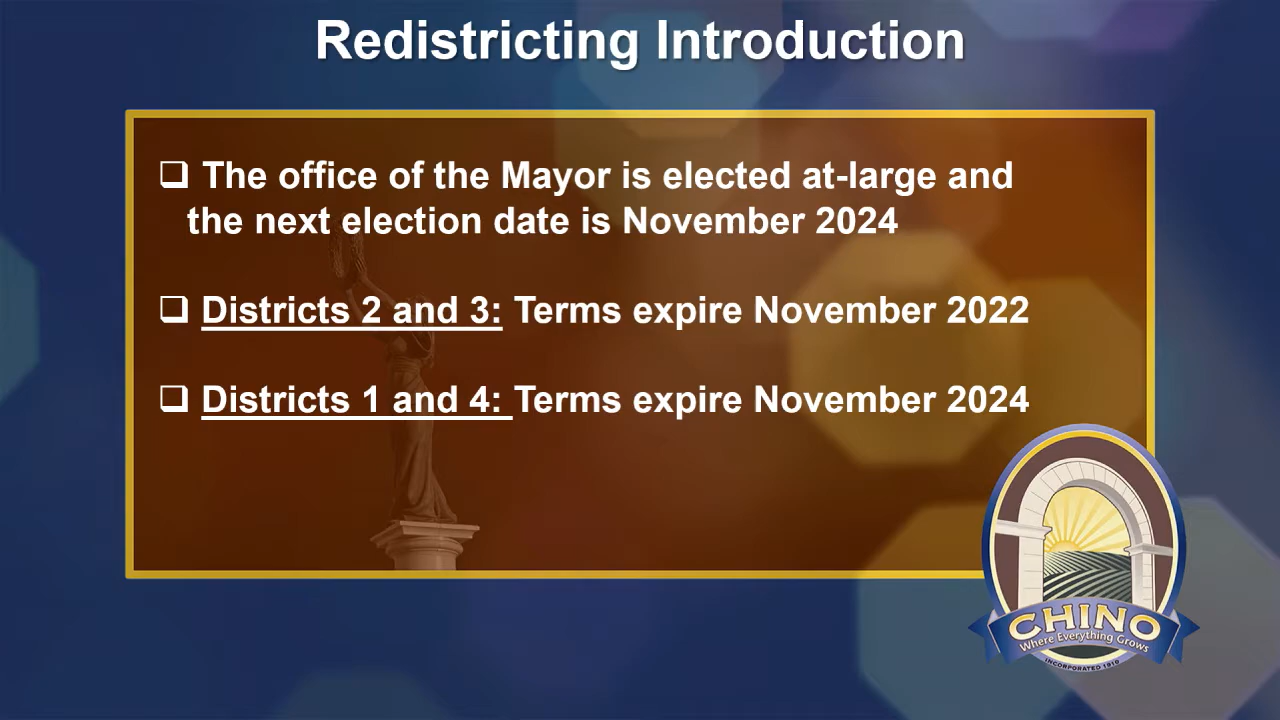 Redistricting Introduction
❑ The office of the Mayor is elected at-large and
the next election date is November 2024
❑ Districts 2 and 3: Terms expire November 2022
❑ Districts 1 and 4: Terms expire November 2024
CHINO
Where Everything Grows
INCORPORATED 1910